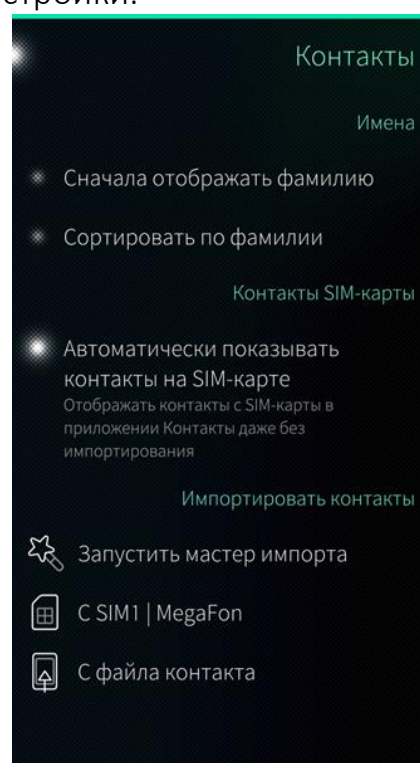 стройки.
Контакты
Имена
Сначала отображать фамилию
Сортировать по фамилии
Контакты SIM-карты
Автоматически показывать
контакты на SIM-карте
Отображать контакты с SIM-карты в
приложении Контакты даже без
импортирования
Импортировать контакты
Запустить мастер импорта
С SIM1 | MegaFon
С файла контакта